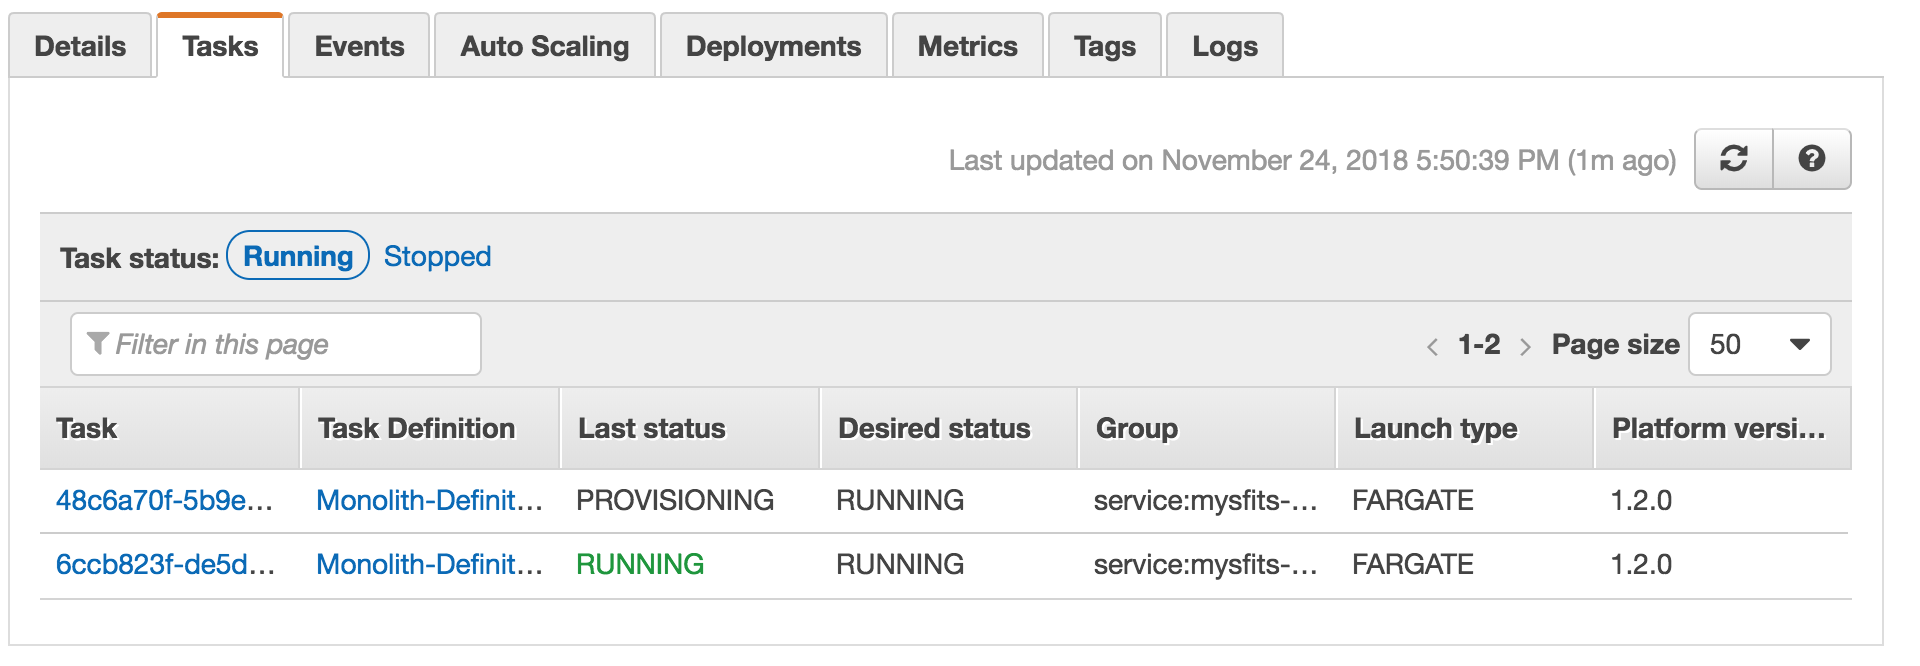 Details Tasks Events Auto Scaling Deployments Metrics Tags Logs
Last updated on November 24, 2018 5:50:39 PM (1m ago)
Task status: Running Stopped
Filter in this page < 1-2 > Page size 50
Task Task Definition Last status Desired status Group Launch type Platform versi...
48c6a70f-5b9e... Monolith-Definit... PROVISIONING RUNNING service:mysfits-... FARGATE 1.2.0
6ccb823f-de5d... Monolith-Definit... RUNNING RUNNING service:mysfits-... FARGATE 1.2.0